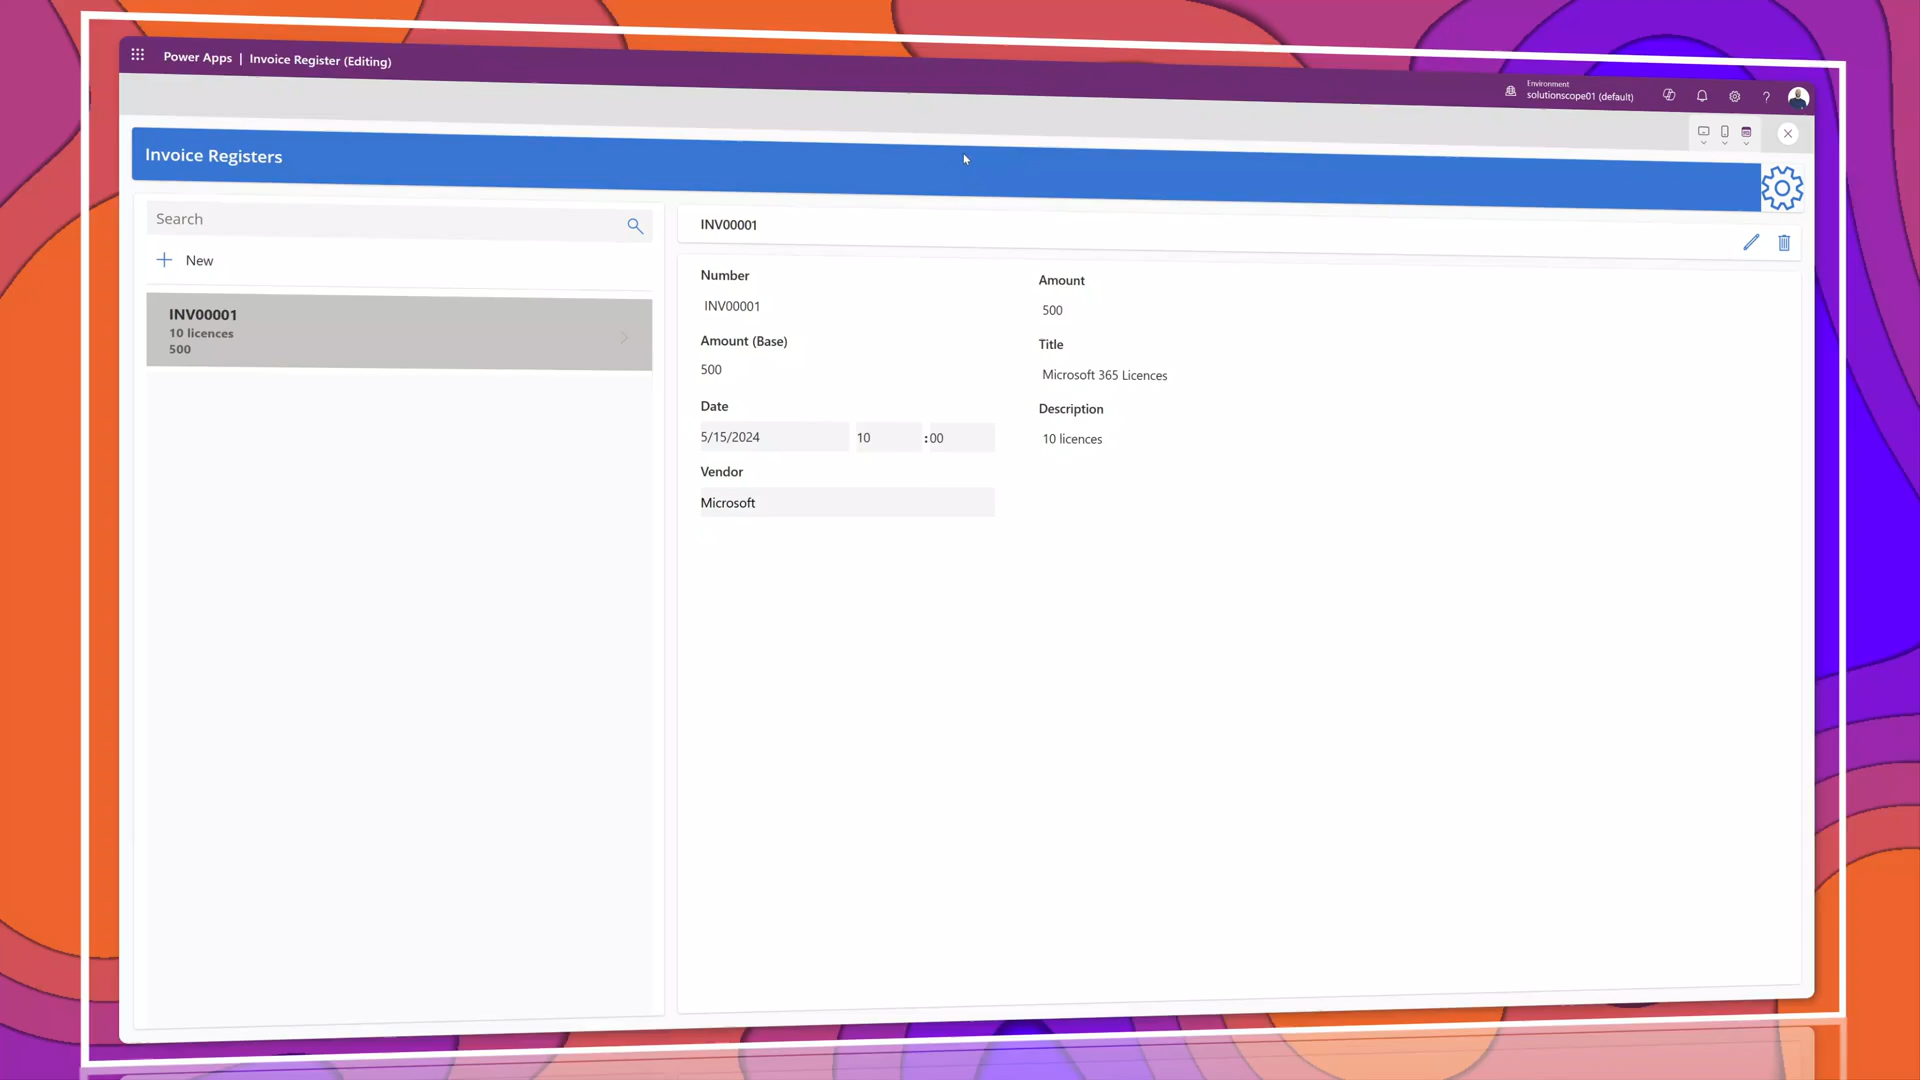 Power Apps | Invoice Register (Editing)
Environment
solutionscope01 (default)
?
Invoice Registers
Search
New
INV00001
10 licences
500
INV00001
Number
INV00001
Amount (Base)
500
Date
5/15/2024 10 :00
Vendor
Microsoft
Amount
500
Title
Microsoft 365 Licences
Description
10 licences